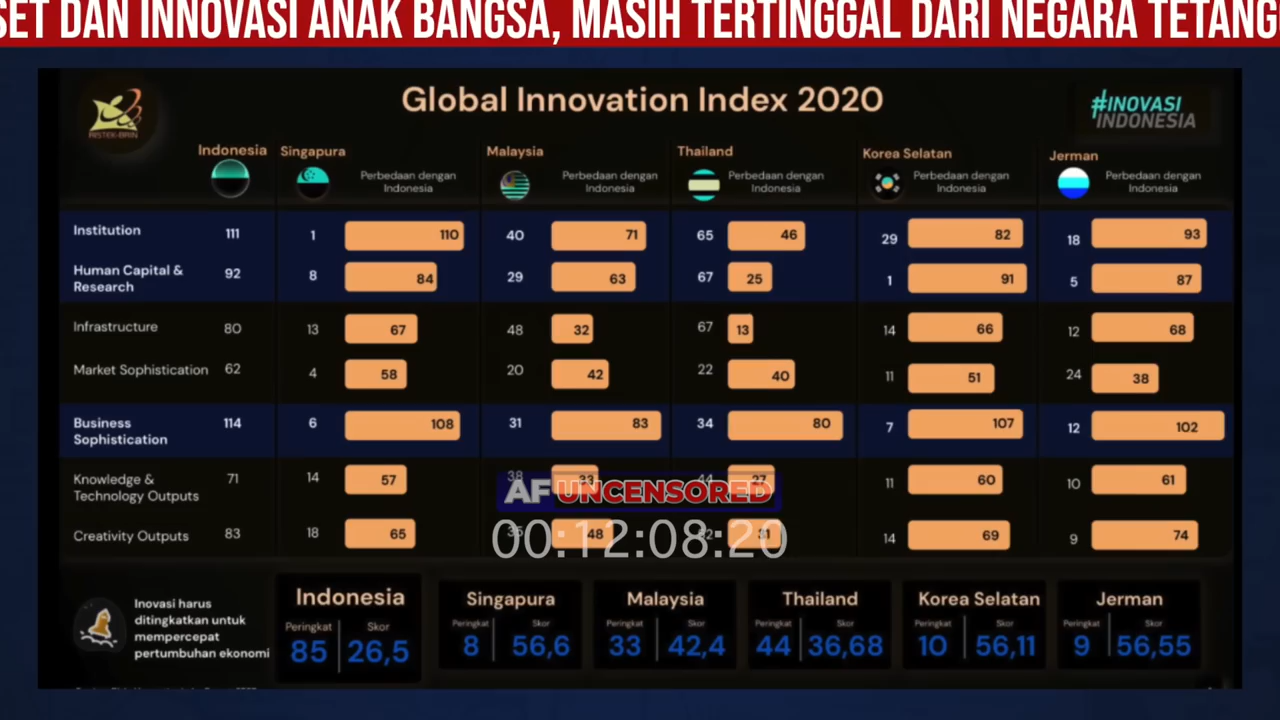 SET DAN INNOVASI ANAK BANGSA, MASIH TERTINGGAL DARI NEGARA TETANG
Global Innovation Index 2020
RISTEK-BRIN
#INOVASI
INDONESIA
Indonesia Singapura Malaysia Thailand Korea Selatan Jerman
Perbedaan dengan Perbedaan dengan Perbedaan dengan Perbedaan dengan Perbedaan dengan
Indonesia Indonesia Indonesia Indonesia Indonesia
Institution 111 1 110 40 71 65 46 29 82 18 93
Human Capital & 92 8 84 29 63 67 25 1 91 5 87
Research
Infrastructure 80 13 67 48 32 67 13 14 66 12 68
Market Sophistication 62 4 58 20 42 22 40 11 51 24 38
Business 114 6 108 31 83 34 80 7 107 12 102
Sophistication
Knowledge & 71 14 57 38 33 44 27 11 60 10 61
Technology Outputs
AF UNCENSORED
Creativity Outputs 83 18 65 35 48 31 14 69 9 74
00:12:08:20
Inovasi harus
ditingkatkan untuk
mempercepat
pertumbuhan ekonomi
Indonesia Singapura Malaysia Thailand Korea Selatan Jerman
Peringkat Skor Peringkat Skor Peringkat Skor Peringkat Skor Peringkat Skor Peringkat Skor
85 26,5 8 56,6 33 42,4 44 36,68 10 56,11 9 56,55